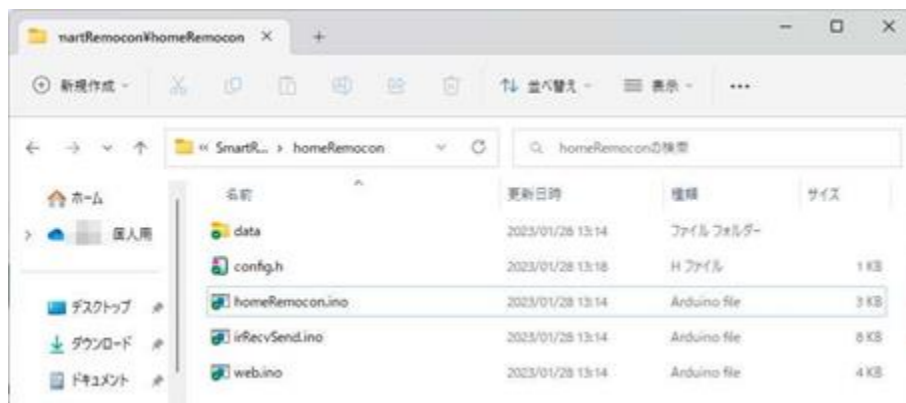 martRemocon¥homeRemocon
新規作成
並べ替え
表示
SmartR... homeRemocon
homeRemoconの検索
名前 更新日時 種類 サイズ
ホーム
個人用
デスクトップ
ダウンロード
ドキュメント
data 2023/01/28 13:14 ファイル フォルダー
config.h 2023/01/28 13:18 H ファイル 1 KB
homeRemocon.ino 2023/01/28 13:14 Arduino file 3 KB
irRecvSend.ino 2023/01/28 13:14 Arduino file 8 KB
web.ino 2023/01/28 13:14 Arduino file 4 KB